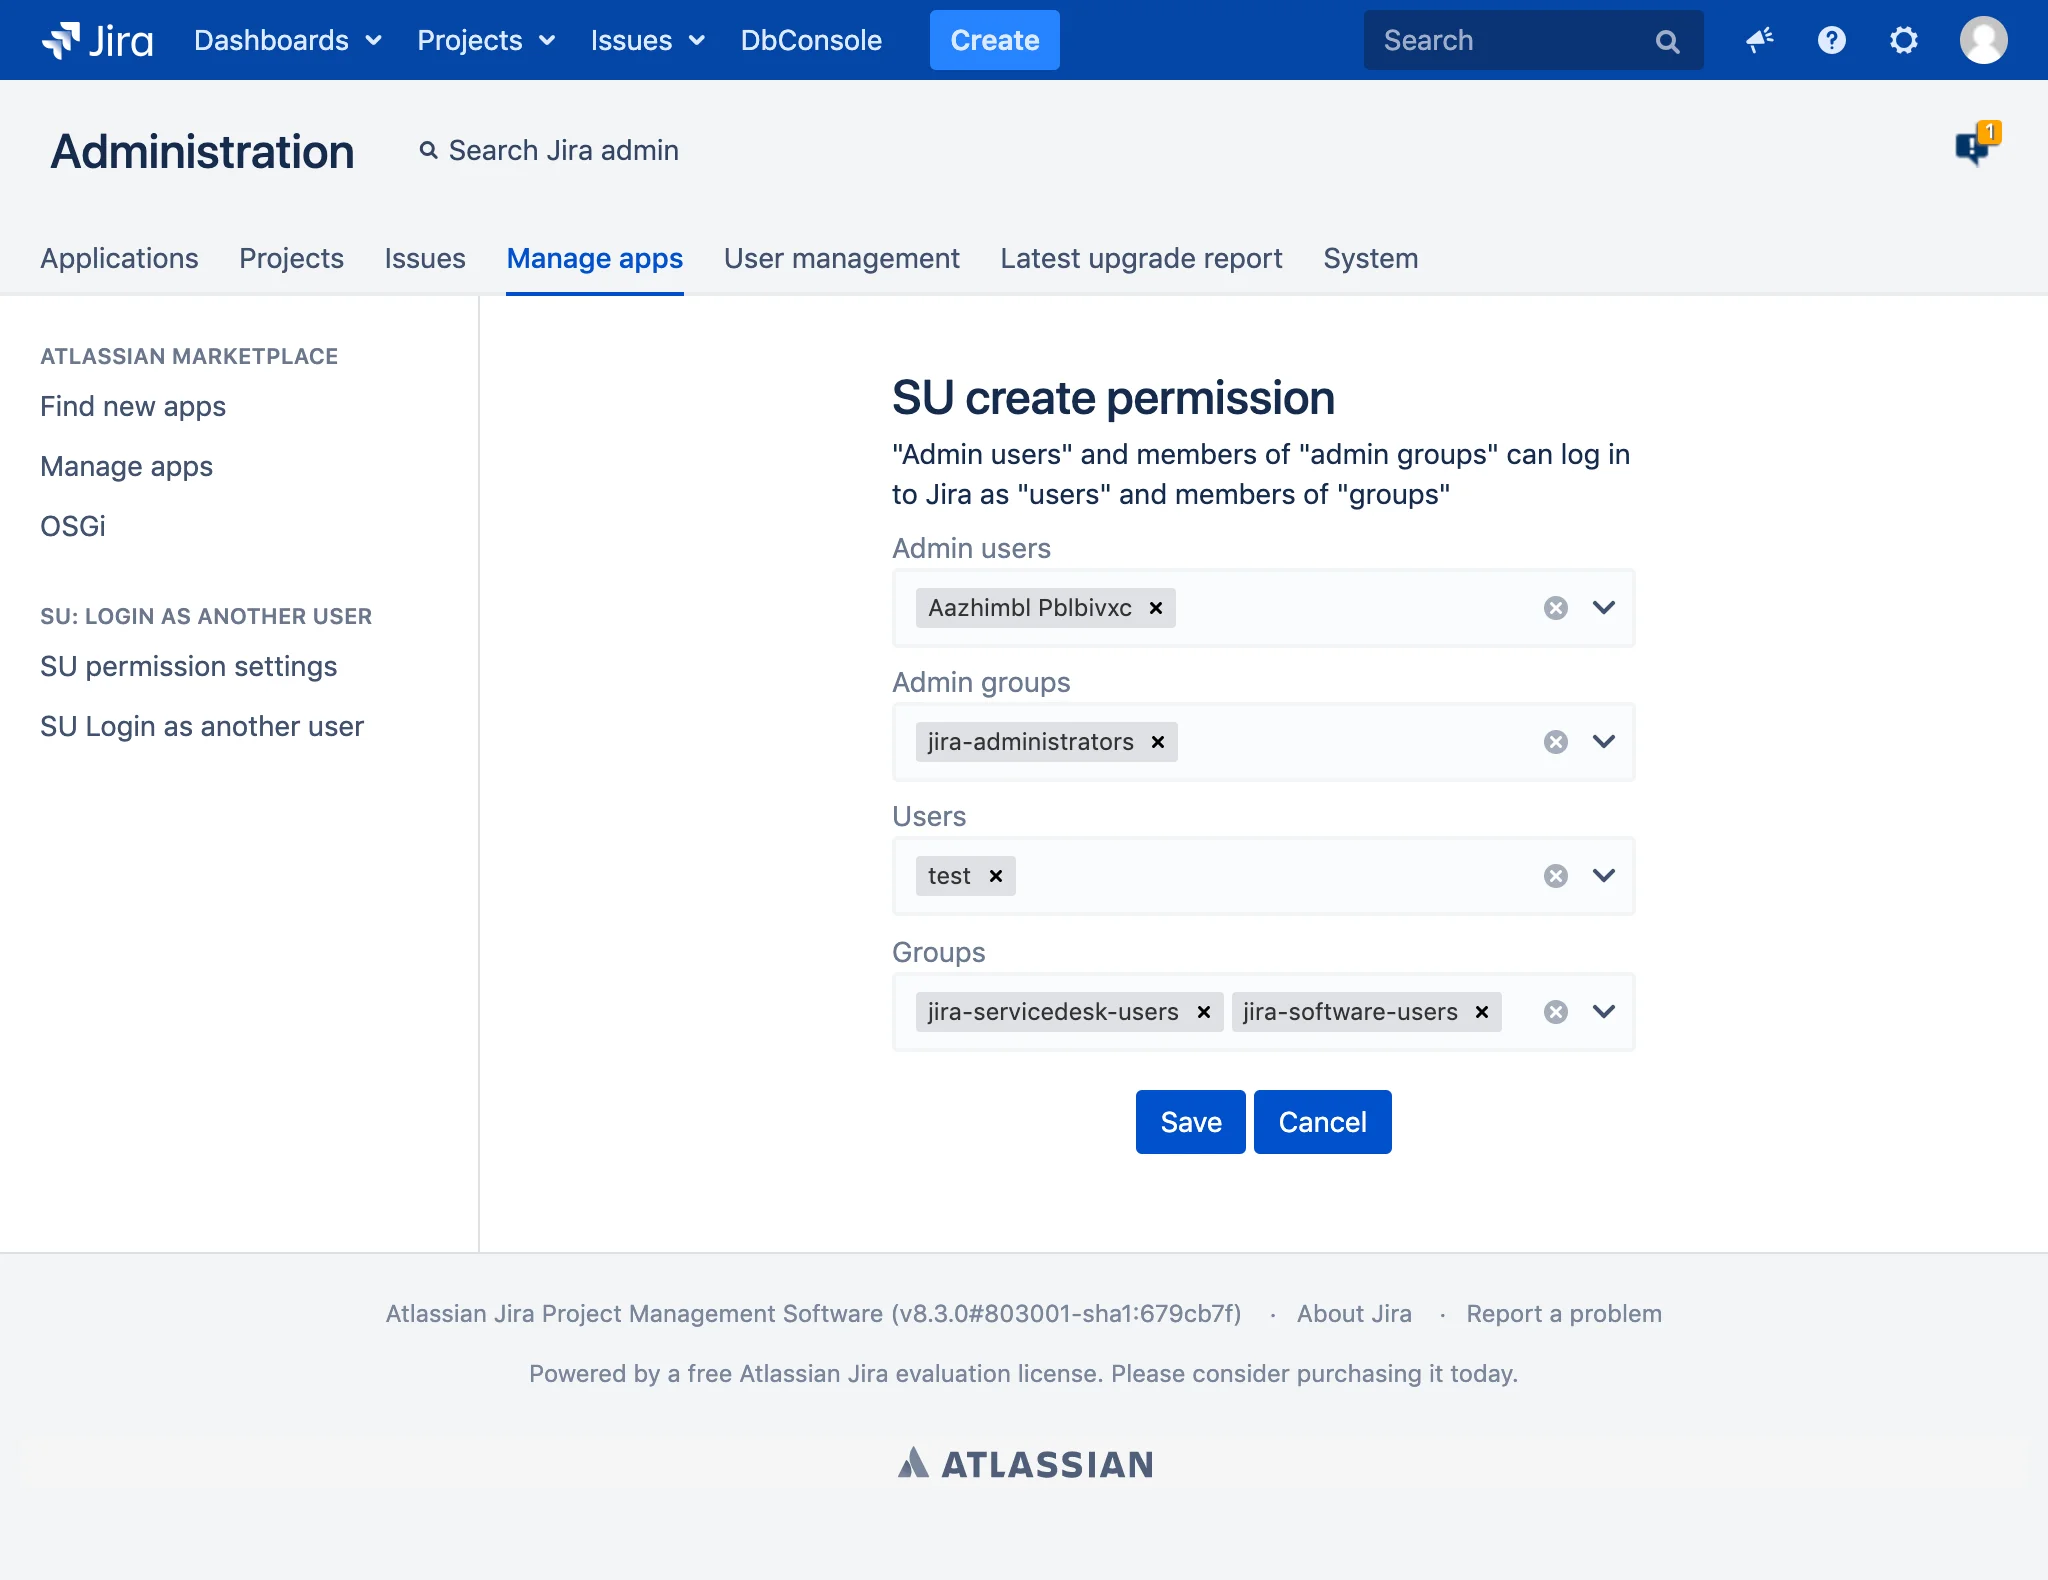 Jira Dashboards Projects Issues DbConsole Create Search
Administration Search Jira admin 1
Applications Projects Issues Manage apps User management Latest upgrade report System
ATLASSIAN MARKETPLACE
Find new apps
Manage apps
OSGi
SU: LOGIN AS ANOTHER USER
SU permission settings
SU Login as another user
SU create permission
"Admin users" and members of "admin groups" can log in
to Jira as "users" and members of "groups"
Admin users
Aazhimbl Pblbivxc
Admin groups
jira-administrators
Users
test
Groups
jira-servicedesk-users jira-software-users
Save Cancel
Atlassian Jira Project Management Software (v8.3.0#803001-sha1:679cb7f) · About Jira · Report a problem
Powered by a free Atlassian Jira evaluation license. Please consider purchasing it today.
ATLASSIAN